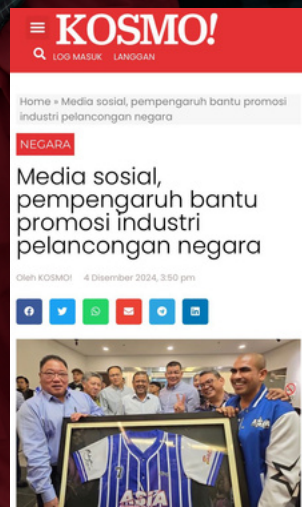 KOSMO!
LOG MASUK LANGGAN
Home » Media sosial, pempengaruh bantu promosi
industri pelancongan negara
NEGARA
Media sosial,
pempengaruh bantu
promosi industri
pelancongan negara
Oleh KOSMO! 4 Disember 2024, 3:50 pm
ASIA